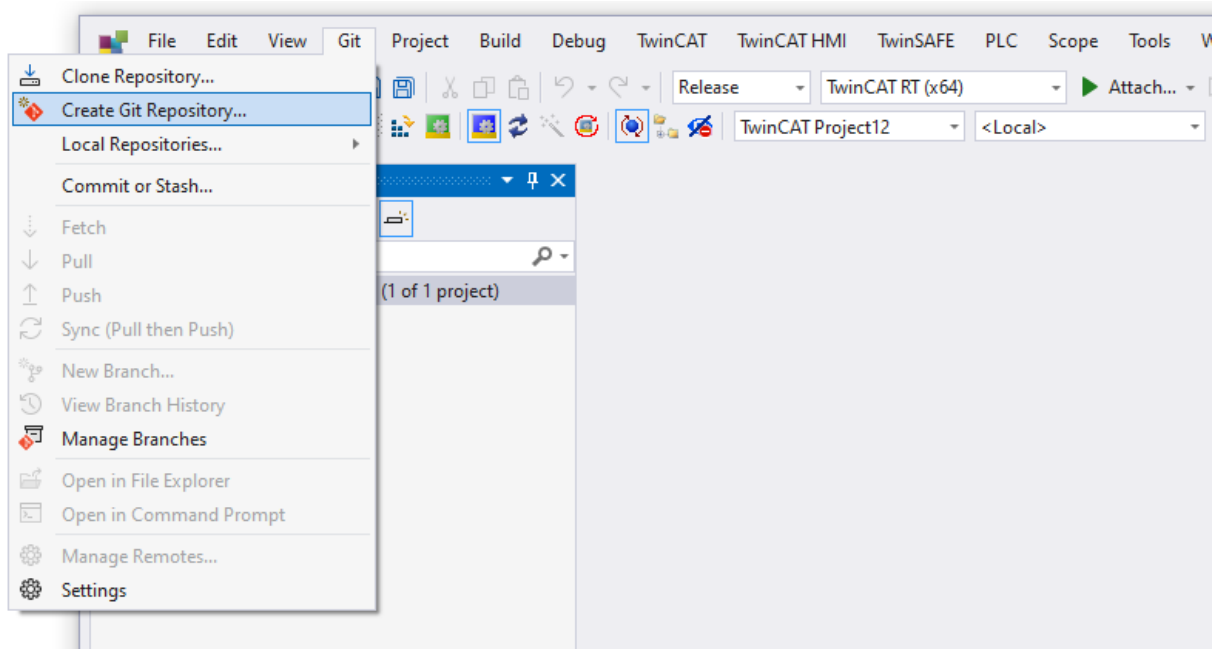 File Edit View Git Project Build Debug TwinCAT TwinCAT HMI TwinSAFE PLC Scope Tools
Clone Repository...
Release TwinCAT RT (x64) Attach...
Create Git Repository...
TwinCAT Project12 <Local>
Local Repositories...
Commit or Stash...
Fetch
Pull
Push
(1 of 1 project)
Sync (Pull then Push)
New Branch...
View Branch History
Manage Branches
Open in File Explorer
Open in Command Prompt
Manage Remotes...
Settings